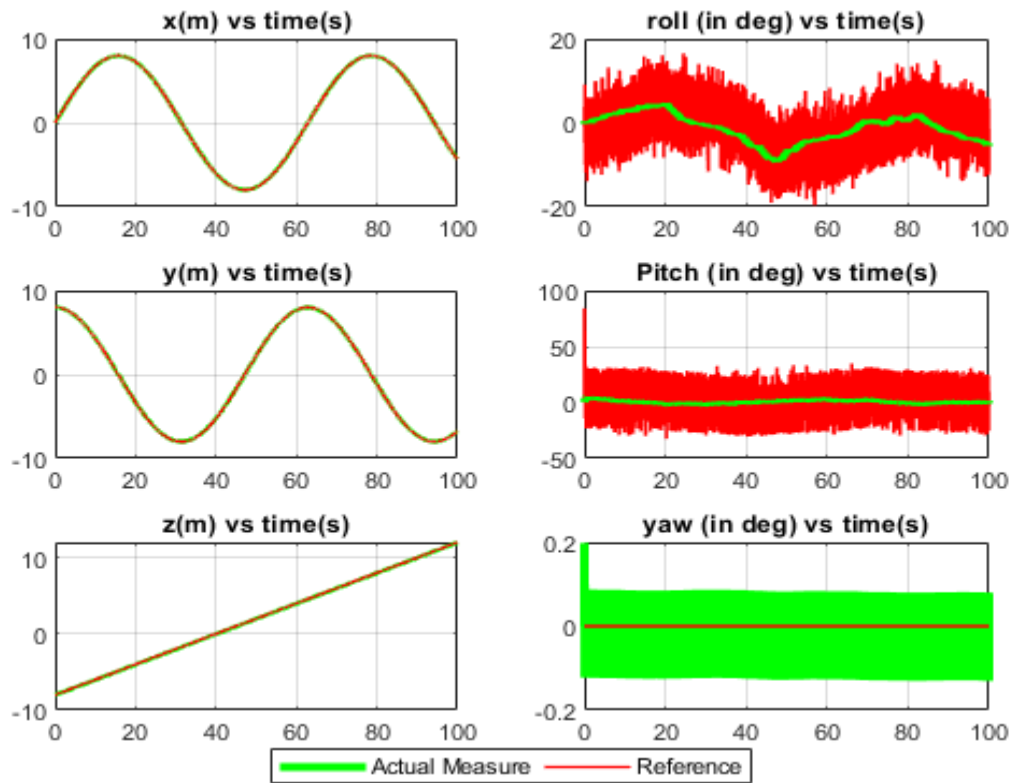 x(m) vs time(s)
10
0
-10
0 20 40 60 80 100
roll (in deg) vs time(s)
20
0
-20
0 20 40 60 80 100
y(m) vs time(s)
10
0
-10
0 20 40 60 80 100
Pitch (in deg) vs time(s)
100
50
0
-50
0 20 40 60 80 100
z(m) vs time(s)
10
0
-10
0 20 40 60 80 100
yaw (in deg) vs time(s)
0.2
0
-0.2
0 20 40 60 80 100
Actual Measure Reference